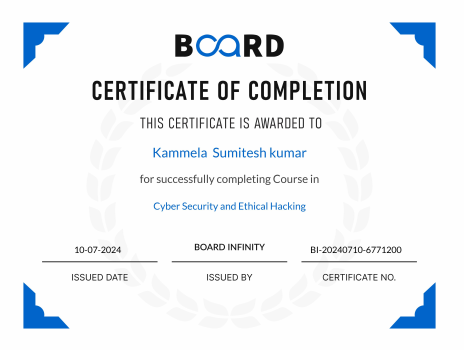 BOARD
CERTIFICATE OF COMPLETION
THIS CERTIFICATE IS AWARDED TO
Kammela Sumitesh kumar
for successfully completing Course in
Cyber Security and Ethical Hacking
10-07-2024 BOARD INFINITY BI-20240710-6771200
ISSUED DATE ISSUED BY CERTIFICATE NO.